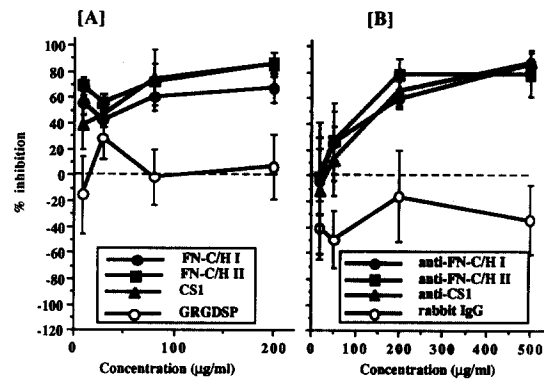 [A]
[B]
% inhibition
100
80
60
40
20
0
-20
-40
-60
-80
-100
-120
FN-C/H I
FN-C/H II
CS1
GRGDSP
anti-FN-C/H I
anti-FN-C/H II
anti-CS1
rabbit IgG
0
100
200
0
100
200
300
400
500
Concentration (μg/ml)
Concentration (μg/ml)